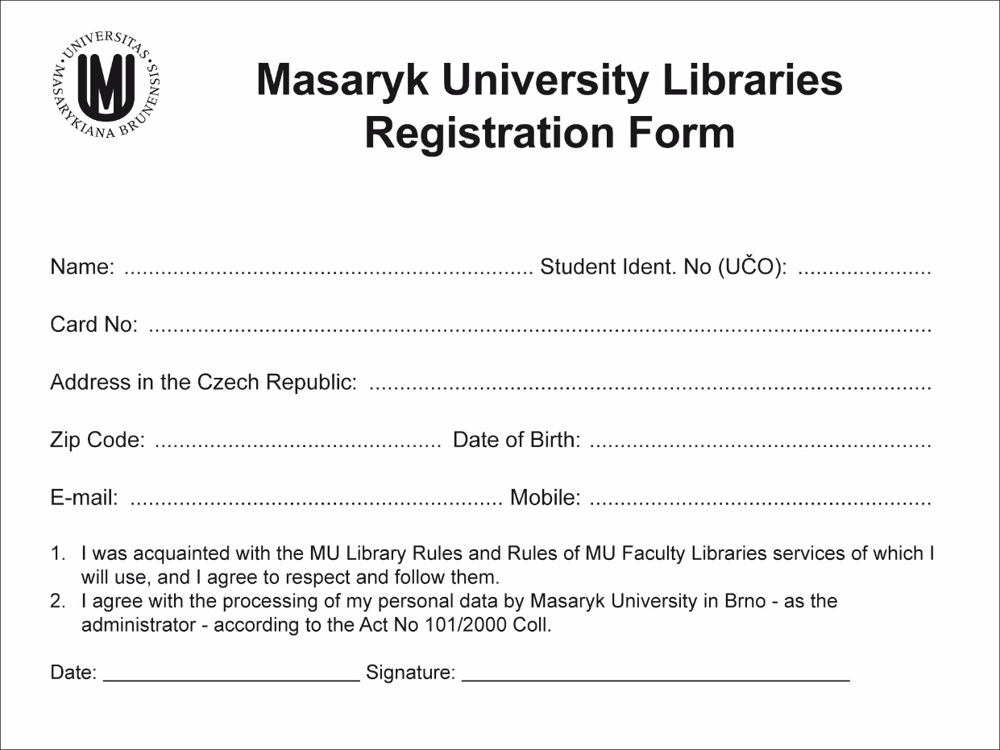 UNIVERSITAS • MASARYKIANA BRUNENSIS •
MU
Masaryk University Libraries
Registration Form
Name: ................................................................... Student Ident. No (UČO): ......................
Card No: .................................................................................................................................
Address in the Czech Republic: .............................................................................................
Zip Code: ............................................... Date of Birth: ........................................................
E-mail: ............................................................. Mobile: ........................................................
1. I was acquainted with the MU Library Rules and Rules of MU Faculty Libraries services of which I
will use, and I agree to respect and follow them.
2. I agree with the processing of my personal data by Masaryk University in Brno - as the
administrator - according to the Act No 101/2000 Coll.
Date: ________________________ Signature: ____________________________________